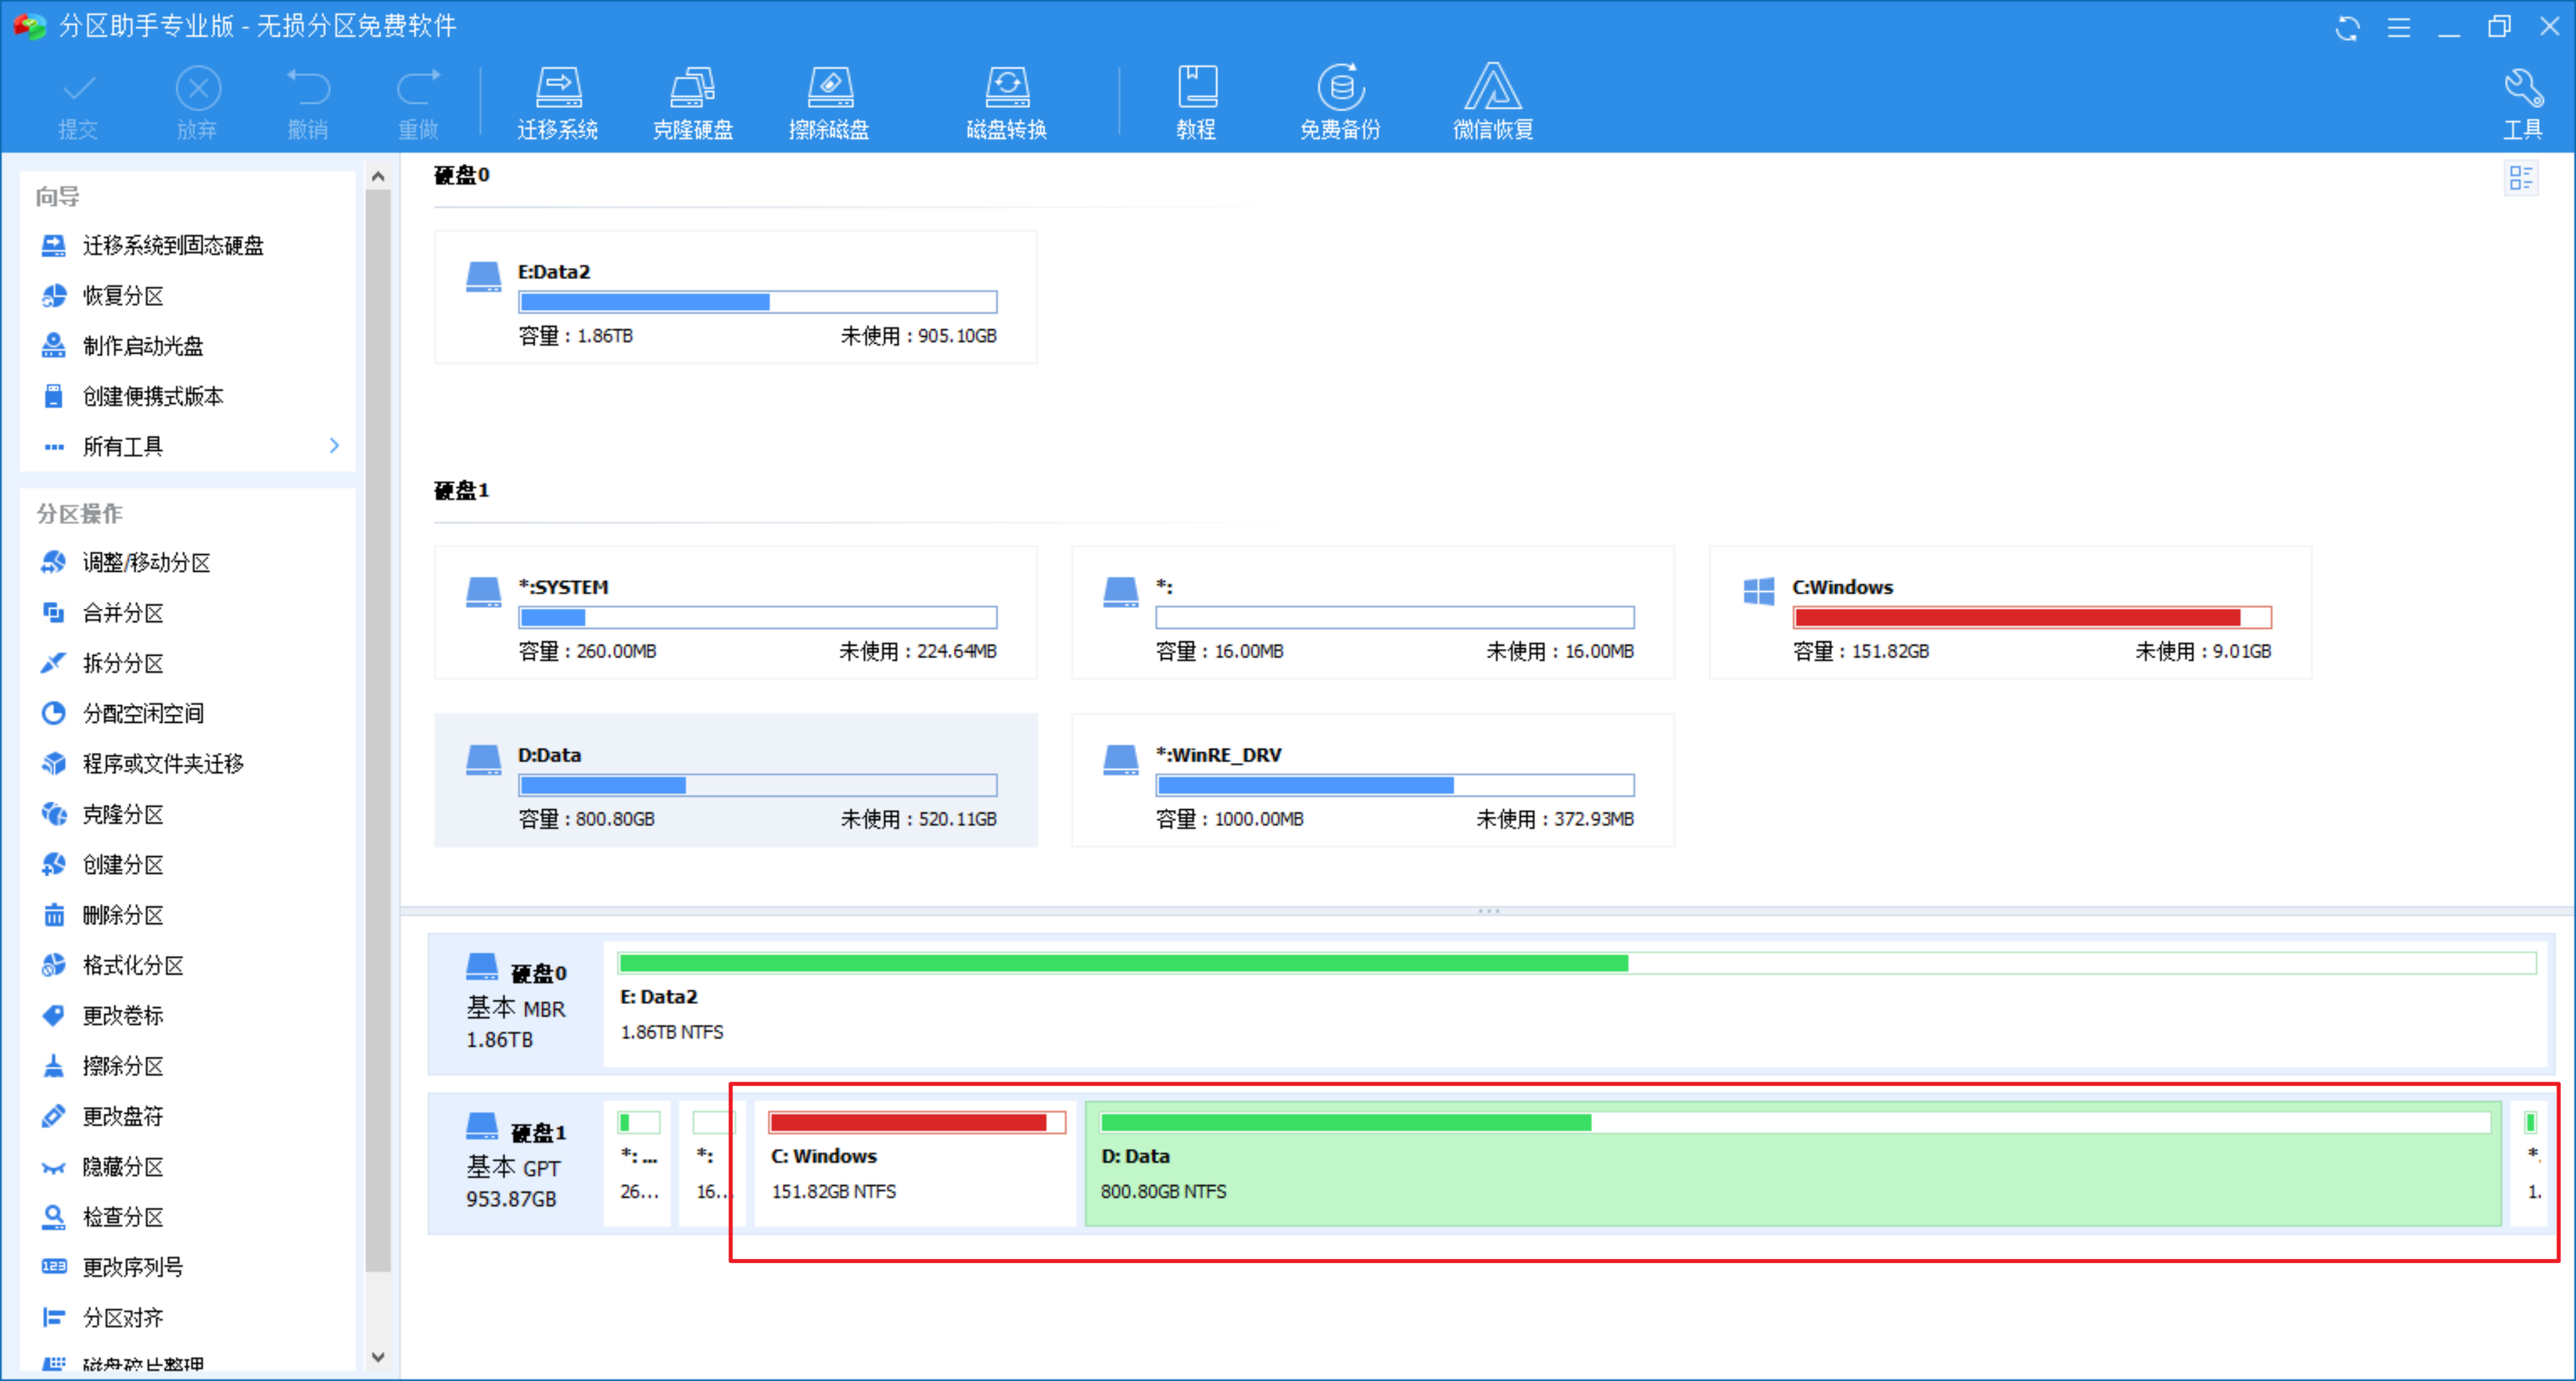 分区助手专业版 - 无损分区免费软件
提交
放弃
撤销
重做
迁移系统
克隆硬盘
擦除磁盘
磁盘转换
教程
免费备份
微信恢复
工具
向导
迁移系统到固态硬盘
恢复分区
制作启动光盘
创建便携式版本
所有工具
分区操作
调整/移动分区
合并分区
拆分分区
分配空闲空间
程序或文件夹迁移
克隆分区
创建分区
删除分区
格式化分区
更改卷标
擦除分区
更改盘符
隐藏分区
检查分区
更改序列号
分区对齐
磁盘碎片整理
硬盘0
E:Data2
容量：1.86TB 未使用：905.10GB
硬盘1
*:SYSTEM
容量：260.00MB 未使用：224.64MB
*:
容量：16.00MB 未使用：16.00MB
C:Windows
容量：151.82GB 未使用：9.01GB
D:Data
容量：800.80GB 未使用：520.11GB
*:WinRE_DRV
容量：1000.00MB 未使用：372.93MB
硬盘0
基本 MBR
1.86TB
E: Data2
1.86TB NTFS
硬盘1
基本 GPT
953.87GB
*: ...
26...
*:
16...
C: Windows
151.82GB NTFS
D: Data
800.80GB NTFS
*.
1.